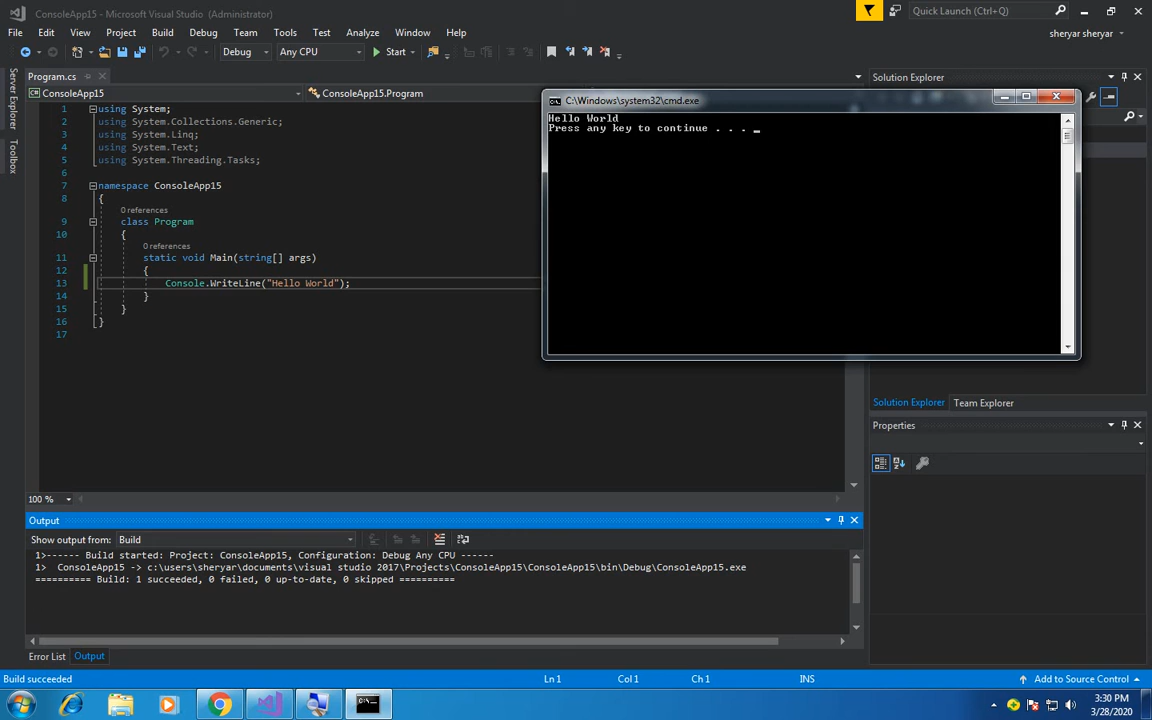 ConsoleApp15 - Microsoft Visual Studio (Administrator)
Quick Launch (Ctrl+Q)
File Edit View Project Build Debug Team Tools Test Analyze Window Help
sheryar sheryar
Debug Any CPU Start
Server Explorer
Toolbox
Program.cs
ConsoleApp15 ConsoleApp15.Program
1 using System;
2 using System.Collections.Generic;
3 using System.Linq;
4 using System.Text;
5 using System.Threading.Tasks;
6
7 namespace ConsoleApp15
8 {
0 references
9 class Program
10 {
0 references
11 static void Main(string[] args)
12 {
13 Console.WriteLine("Hello World");
14 }
15 }
16 }
17
100 %
C:\Windows\system32\cmd.exe
Hello World
Press any key to continue . . . _
Solution Explorer
Solution Explorer Team Explorer
Properties
Output
Show output from: Build
1>------ Build started: Project: ConsoleApp15, Configuration: Debug Any CPU ------
1> ConsoleApp15 -> c:\users\sheryar\documents\visual studio 2017\Projects\ConsoleApp15\ConsoleApp15\bin\Debug\ConsoleApp15.exe
========== Build: 1 succeeded, 0 failed, 0 up-to-date, 0 skipped ==========
Error List Output
Build succeeded Ln 1 Col 1 Ch 1 INS Add to Source Control
3:30 PM
3/28/2020